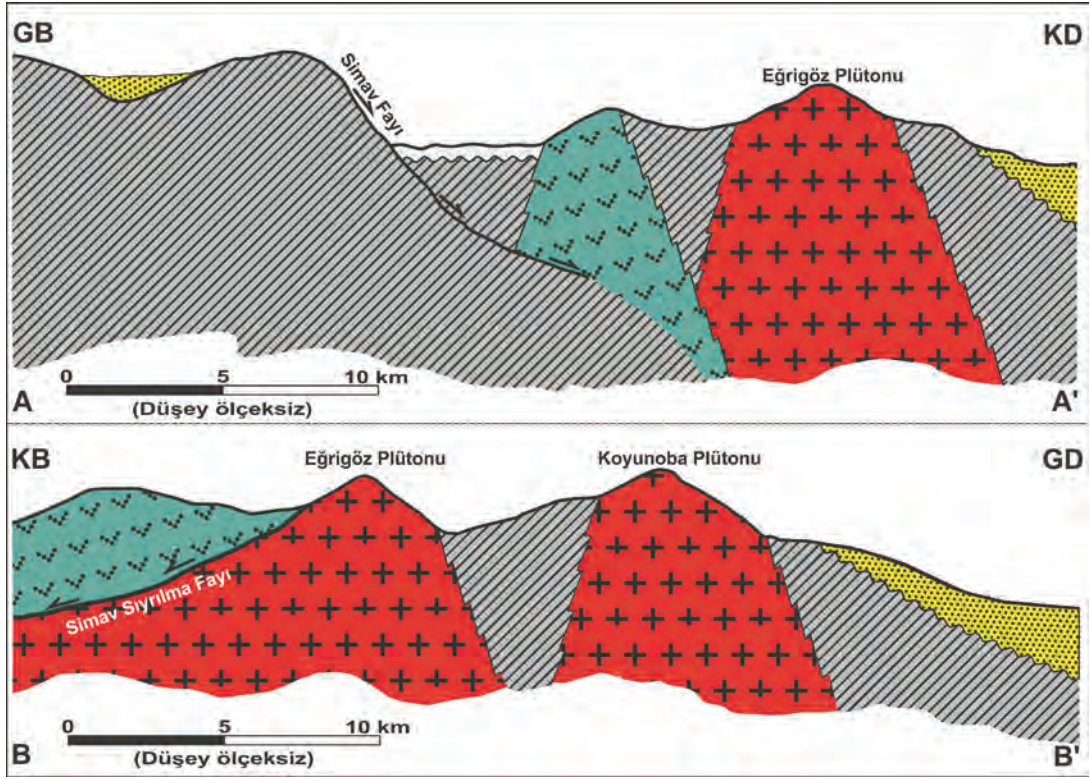 GB
KD
Simav Fayı
Eğrigöz Plütonu
0 5 10 km
(Düşey ölçeksiz)
A
A'
KB
GD
Eğrigöz Plütonu
Koyunoba Plütonu
Simav Sıyrılma Fayı
0 5 10 km
(Düşey ölçeksiz)
B
B'